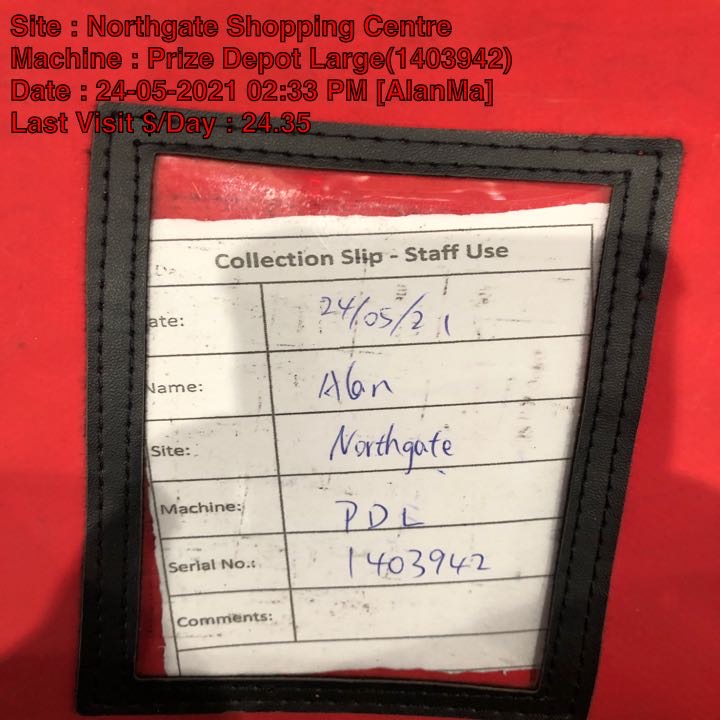 Site : Northgate Shopping Centre
Machine : Prize Depot Large(1403942)
Date : 24-05-2021 02:33 PM [AlanMa]
Last Visit $/Day : 24.35
Collection Slip - Staff Use
ate: 24/05/21
Name: Alan
Site: Northgate
Machine: PDL
Serial No.: 1403942
Comments: